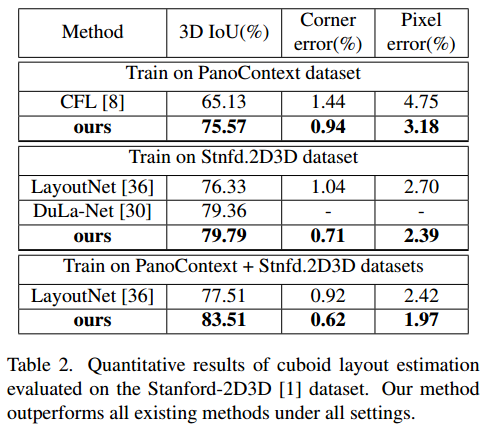 Method 3D IoU(%) Corner error(%) Pixel error(%)
Train on PanoContext dataset
CFL [8] 65.13 1.44 4.75
ours 75.57 0.94 3.18
Train on Stnfd.2D3D dataset
LayoutNet [36] 76.33 1.04 2.70
DuLa-Net [30] 79.36 - -
ours 79.79 0.71 2.39
Train on PanoContext + Stnfd.2D3D datasets
LayoutNet [36] 77.51 0.92 2.42
ours 83.51 0.62 1.97
Table 2. Quantitative results of cuboid layout estimation
evaluated on the Stanford-2D3D [1] dataset. Our method
outperforms all existing methods under all settings.